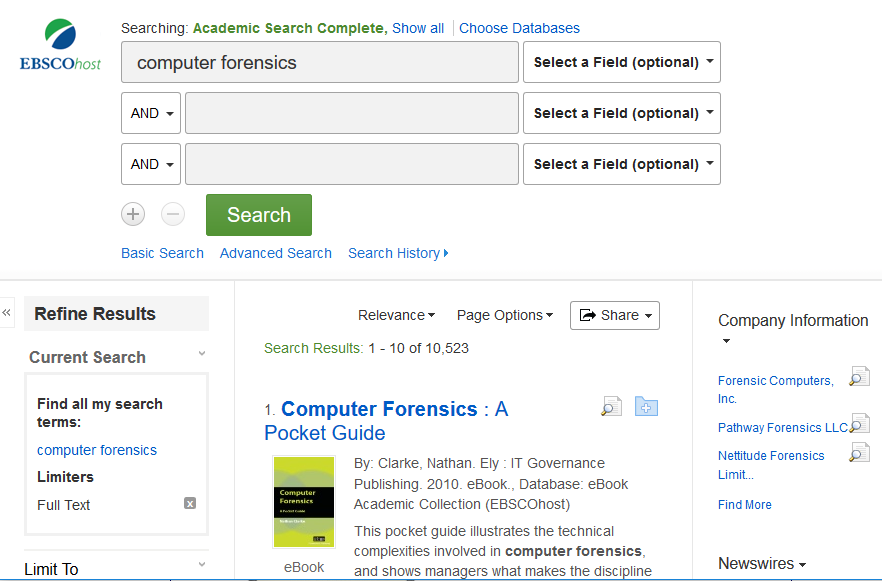 EBSCOhost
Searching: Academic Search Complete, Show all Choose Databases
computer forensics
Select a Field (optional)
AND
Select a Field (optional)
AND
Select a Field (optional)
Search
Basic Search Advanced Search Search History
Refine Results
Current Search
Find all my search
terms:
computer forensics
Limiters
Full Text
Limit To
Relevance Page Options Share
Search Results: 1 - 10 of 10,523
1. Computer Forensics : A
Pocket Guide
Computer
Forensics
A Pocket Guide
eBook
By: Clarke, Nathan. Ely : IT Governance
Publishing. 2010. eBook., Database: eBook
Academic Collection (EBSCOhost)
This pocket guide illustrates the technical
complexities involved in computer forensics,
and shows managers what makes the discipline
Company Information
Forensic Computers,
Inc.
Pathway Forensics LLC
Nettitude Forensics
Limit...
Find More
Newswires